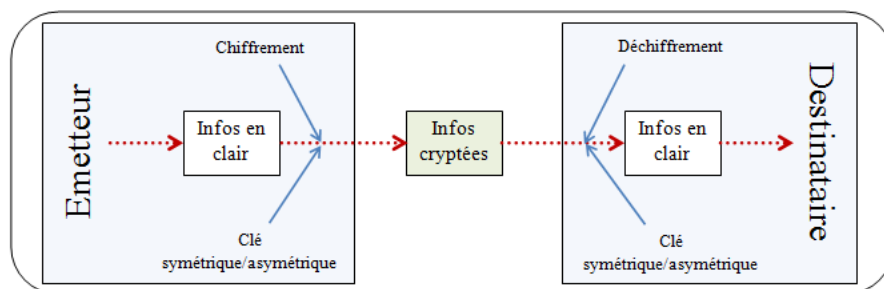 Emetteur
Chiffrement
Infos en
clair
Clé
symétrique/asymétrique
Infos
cryptées
Déchiffrement
Infos en
clair
Clé
symétrique/asymétrique
Destinataire